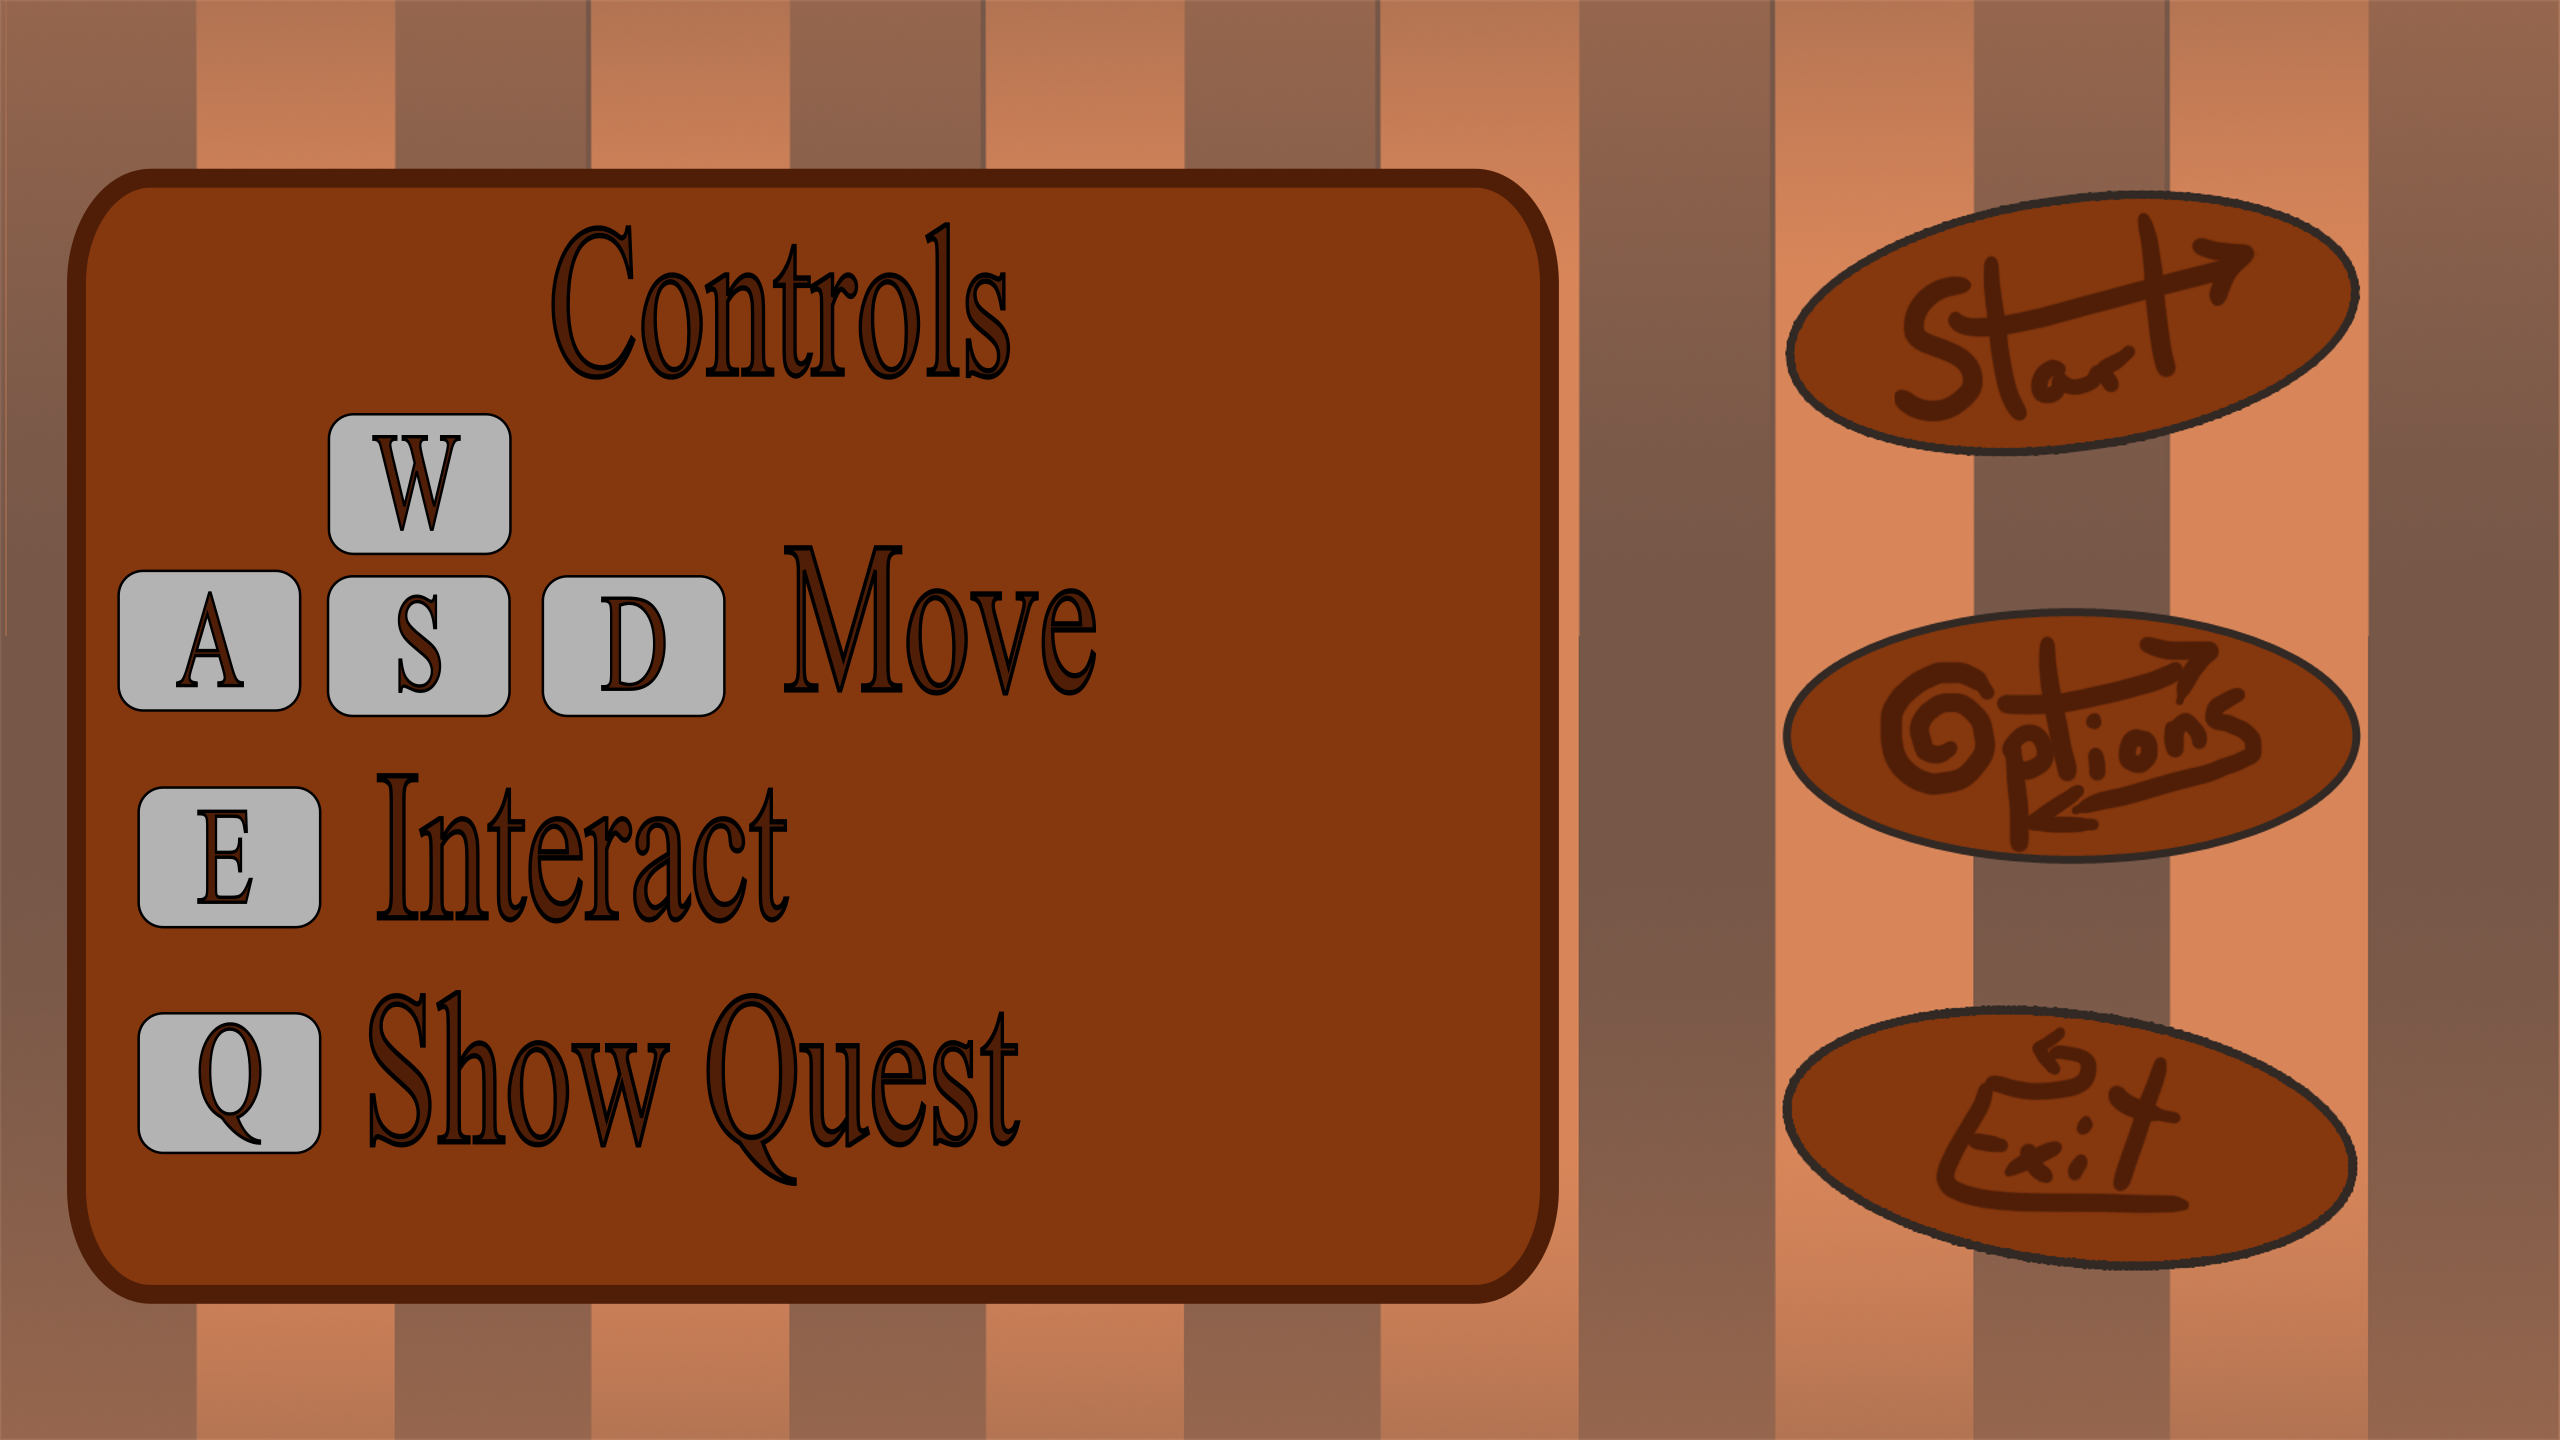 Controls
W
A S D Move
E Interact
Q Show Quest
Start
Options
Exit